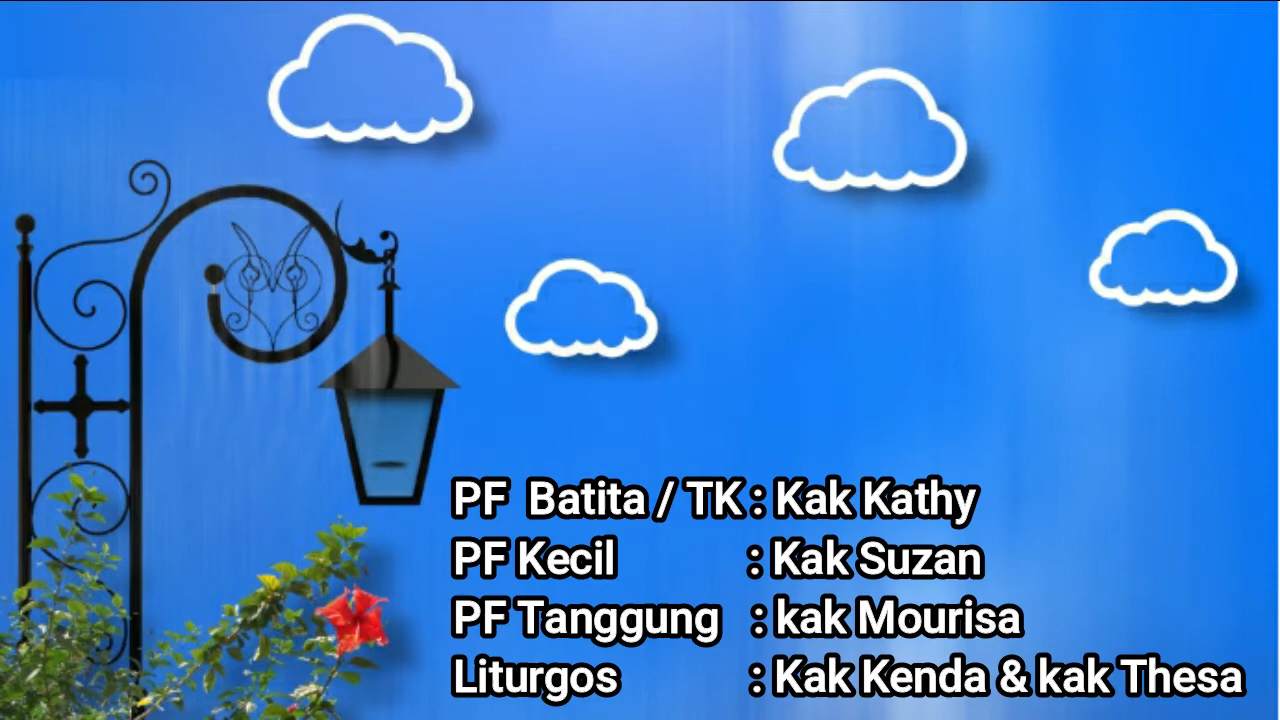 PF Batita / TK : Kak Kathy
PF Kecil : Kak Suzan
PF Tanggung : kak Mourisa
Liturgos : Kak Kenda & kak Thesa